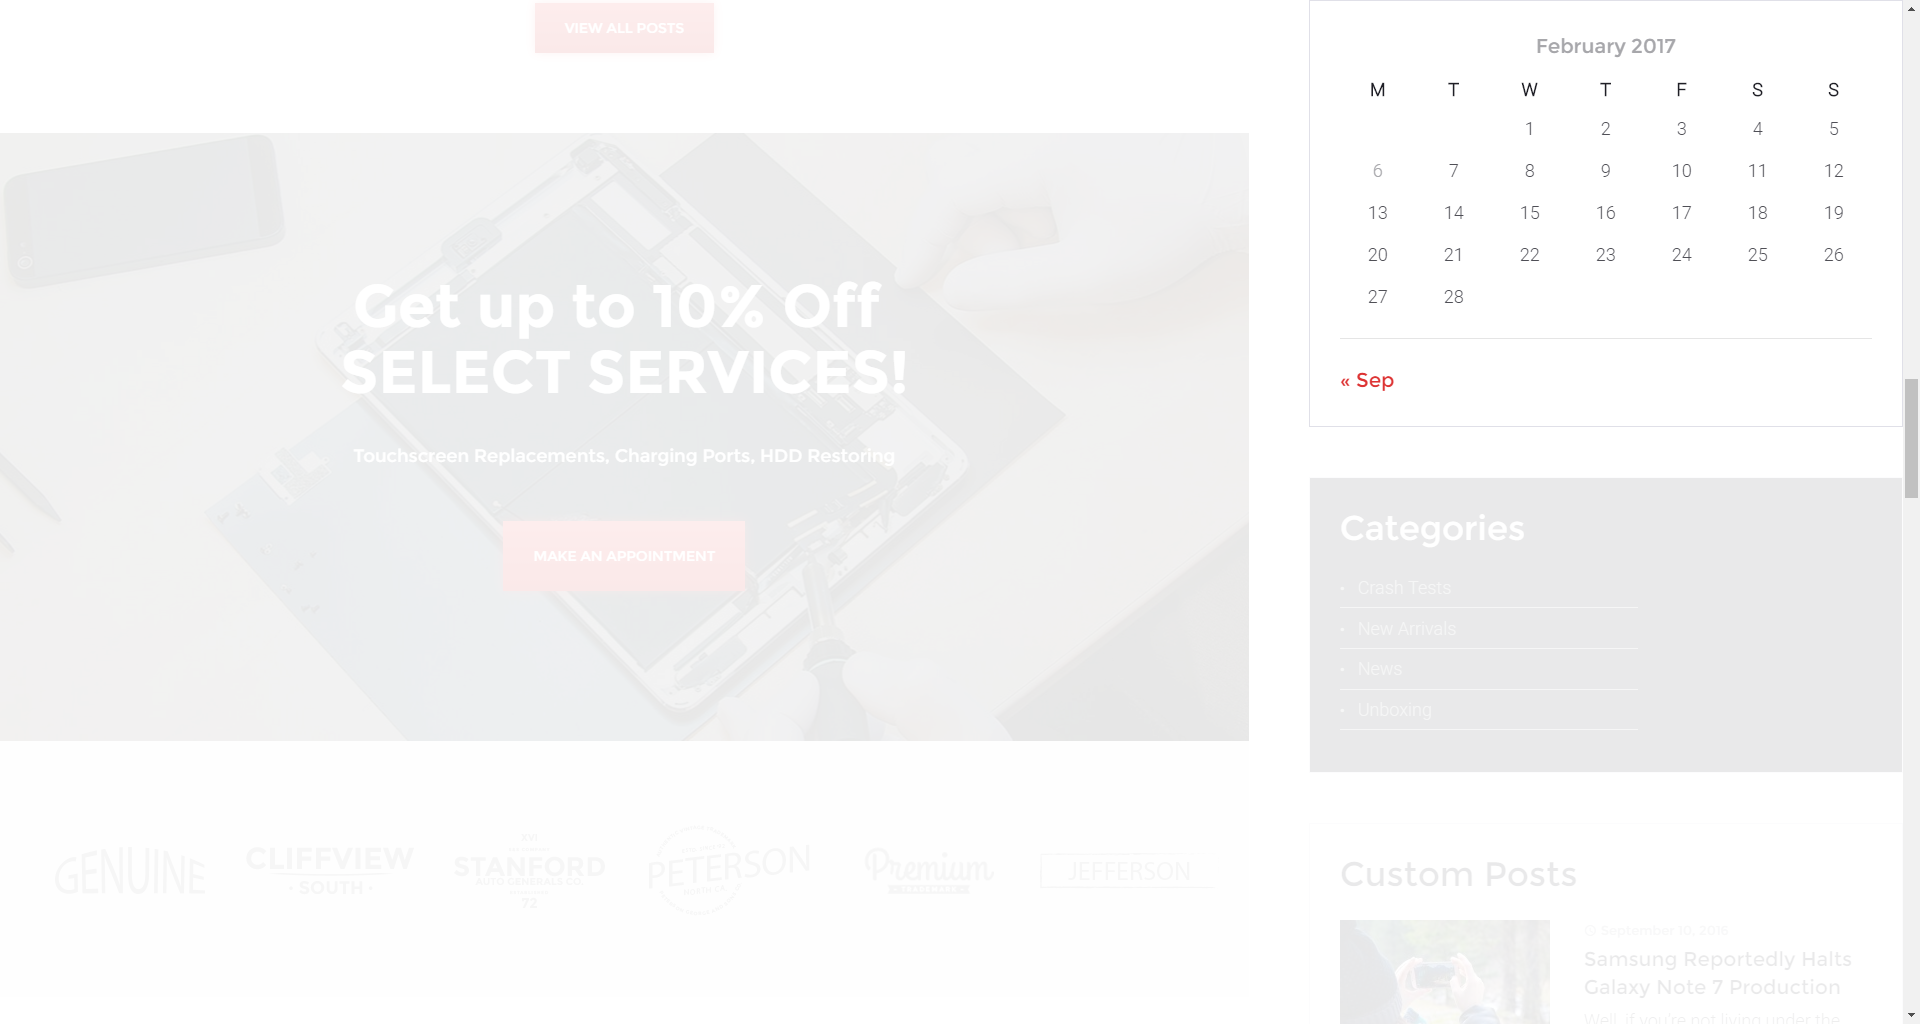 VIEW ALL POSTS
Get up to 10% Off
SELECT SERVICES!
Touchscreen Replacements, Charging Ports, HDD Restoring
MAKE AN APPOINTMENT
GENUINE
CLIFFVIEW
• SOUTH •
XVI
STANFORD
AUTO GENERALS CO.
72
PETERSON
Premium
TRADEMARK
JEFFERSON
February 2017
M T W T F S S
1 2 3 4 5
6 7 8 9 10 11 12
13 14 15 16 17 18 19
20 21 22 23 24 25 26
27 28
« Sep
Categories
• Crash Tests
• New Arrivals
• News
• Unboxing
Custom Posts
September 10, 2016
Samsung Reportedly Halts
Galaxy Note 7 Production
Well, if you're not living under the